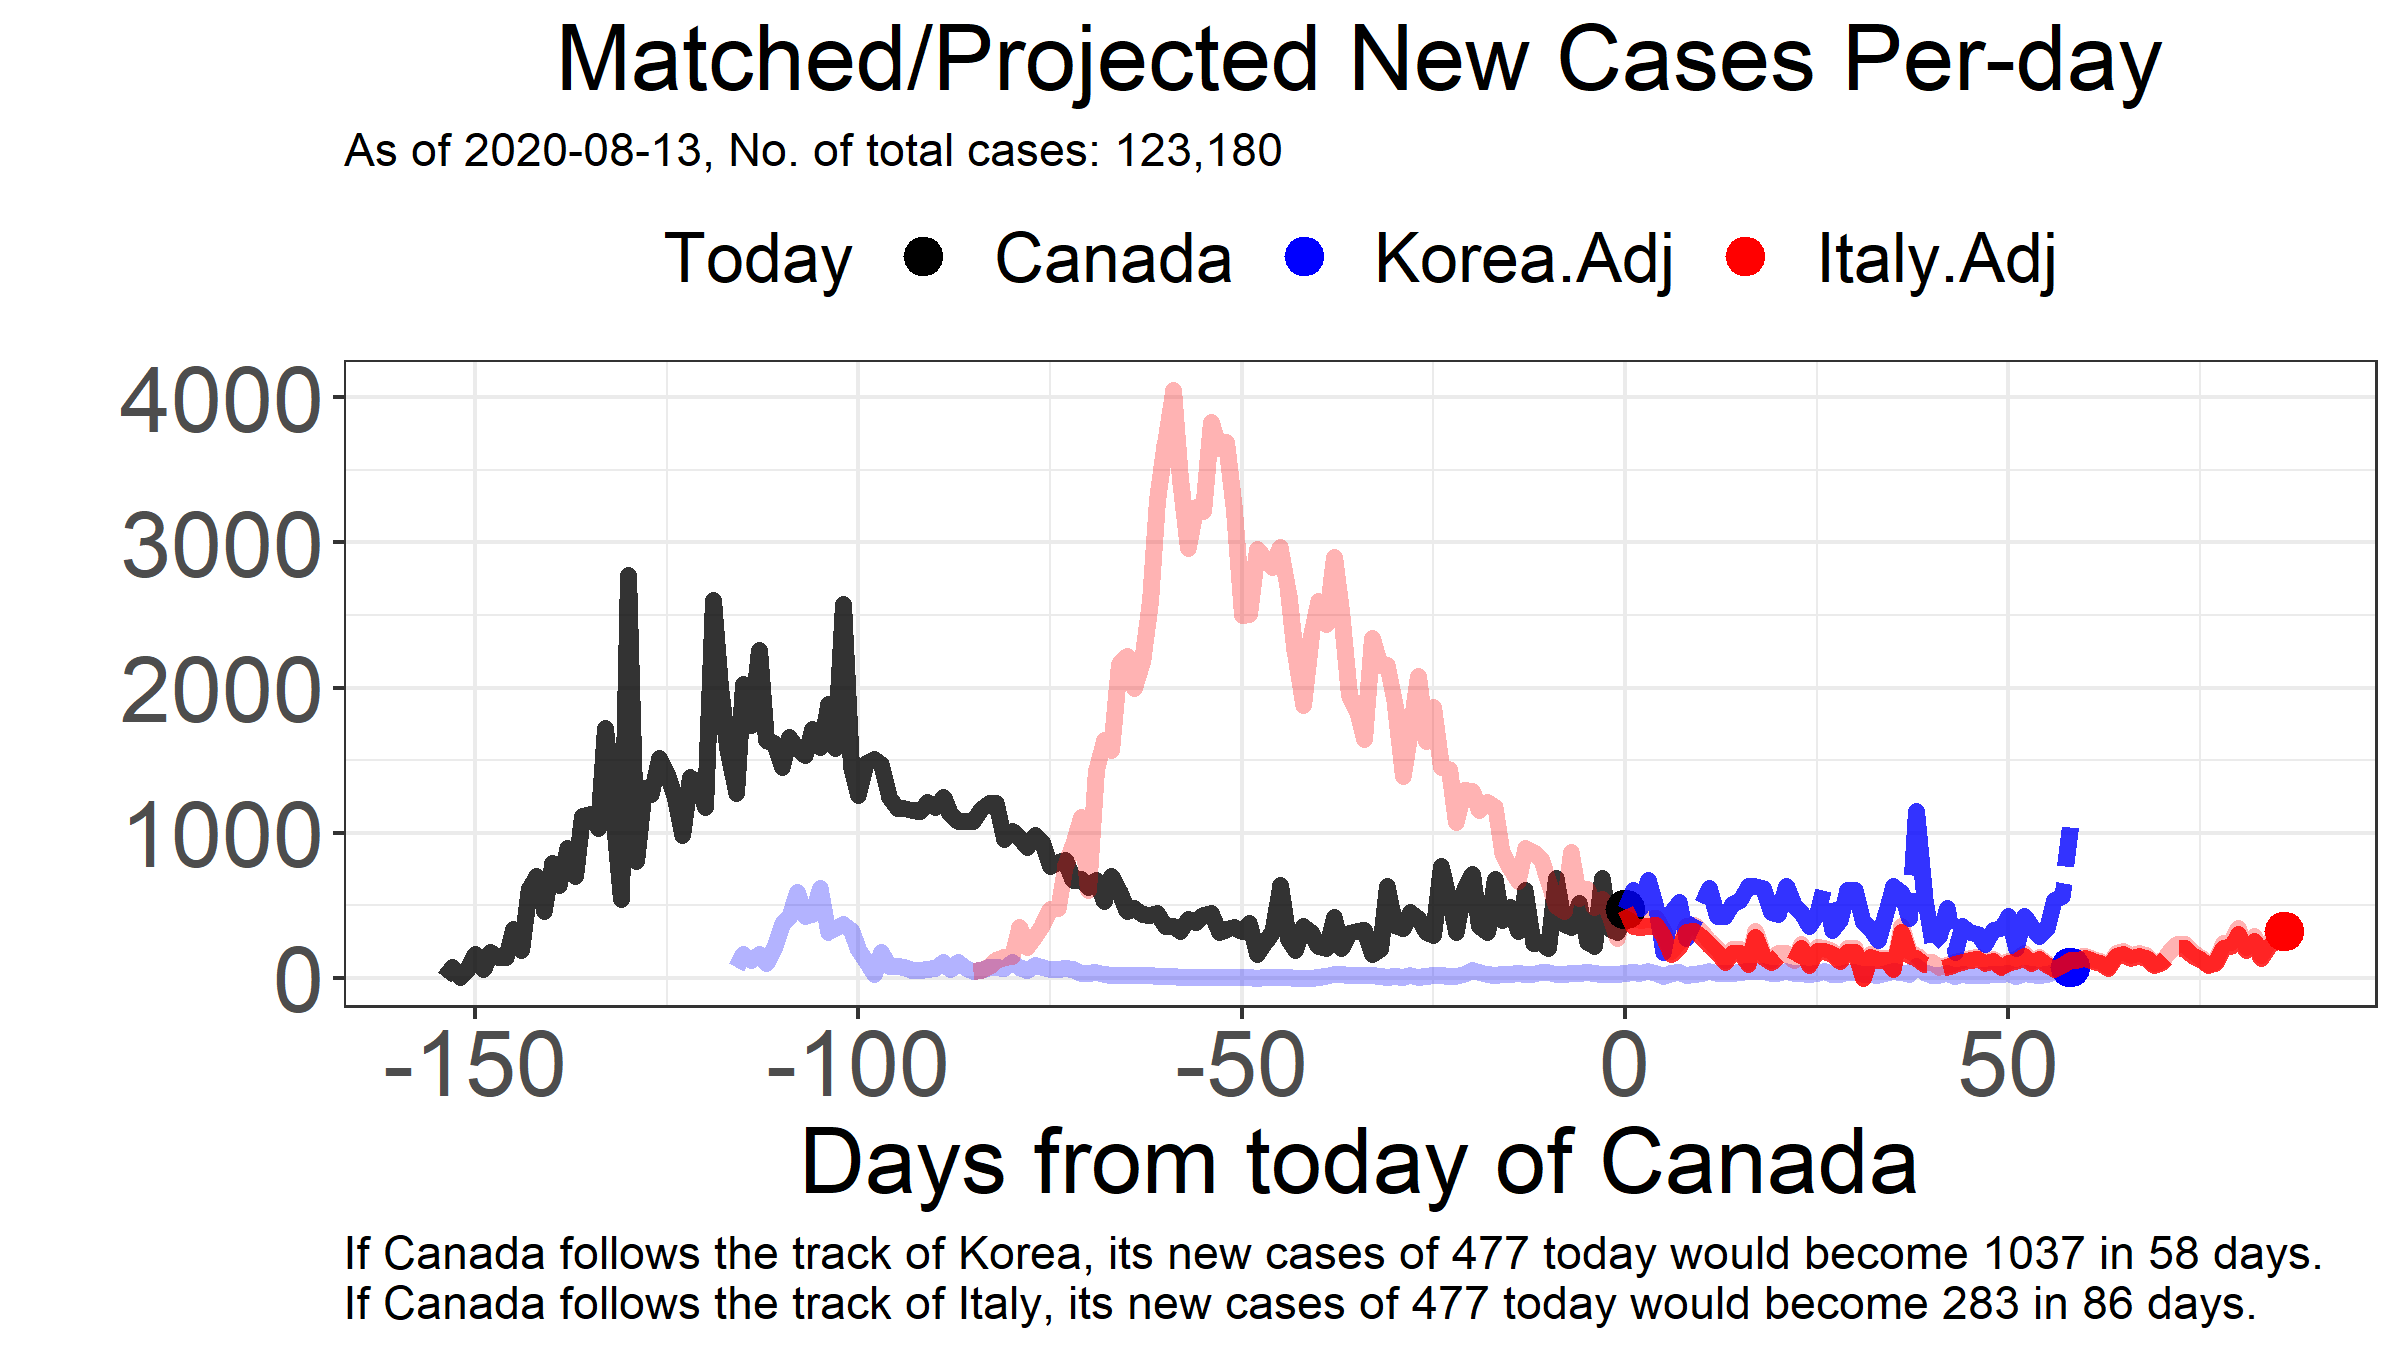 Matched/Projected New Cases Per-day
As of 2020-08-13, No. of total cases: 123,180
Today Canada Korea.Adj Italy.Adj
4000
3000
2000
1000
0
-150 -100 -50 0 50
Days from today of Canada
If Canada follows the track of Korea, its new cases of 477 today would become 1037 in 58 days.
If Canada follows the track of Italy, its new cases of 477 today would become 283 in 86 days.